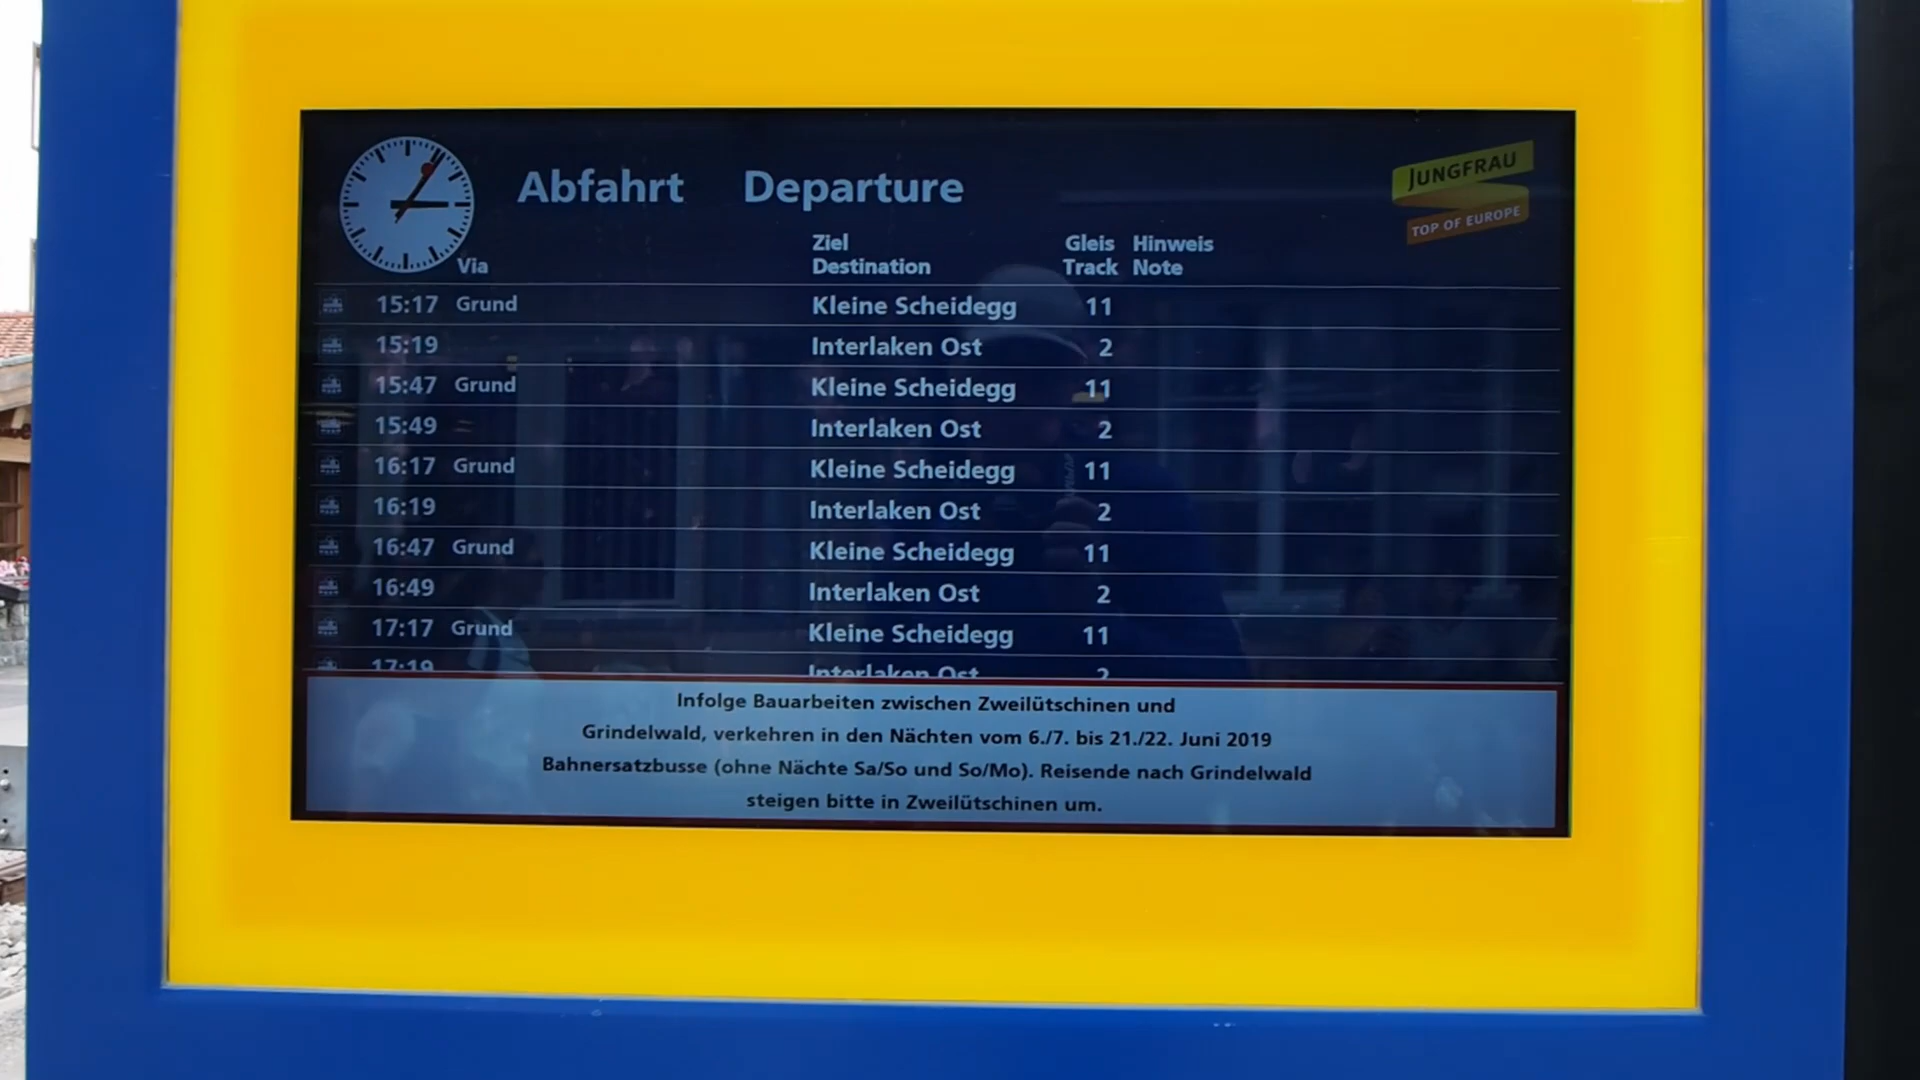 Abfahrt Departure
JUNGFRAU
TOP OF EUROPE
Ziel Gleis Hinweis
Via Destination Track Note
15:17 Grund Kleine Scheidegg 11
15:19 Interlaken Ost 2
15:47 Grund Kleine Scheidegg 11
15:49 Interlaken Ost 2
16:17 Grund Kleine Scheidegg 11
16:19 Interlaken Ost 2
16:47 Grund Kleine Scheidegg 11
16:49 Interlaken Ost 2
17:17 Grund Kleine Scheidegg 11
17:19 Interlaken Ost 2
Infolge Bauarbeiten zwischen Zweilütschinen und
Grindelwald, verkehren in den Nächten vom 6./7. bis 21./22. Juni 2019
Bahnersatzbusse (ohne Nächte Sa/So und So/Mo). Reisende nach Grindelwald
steigen bitte in Zweilütschinen um.